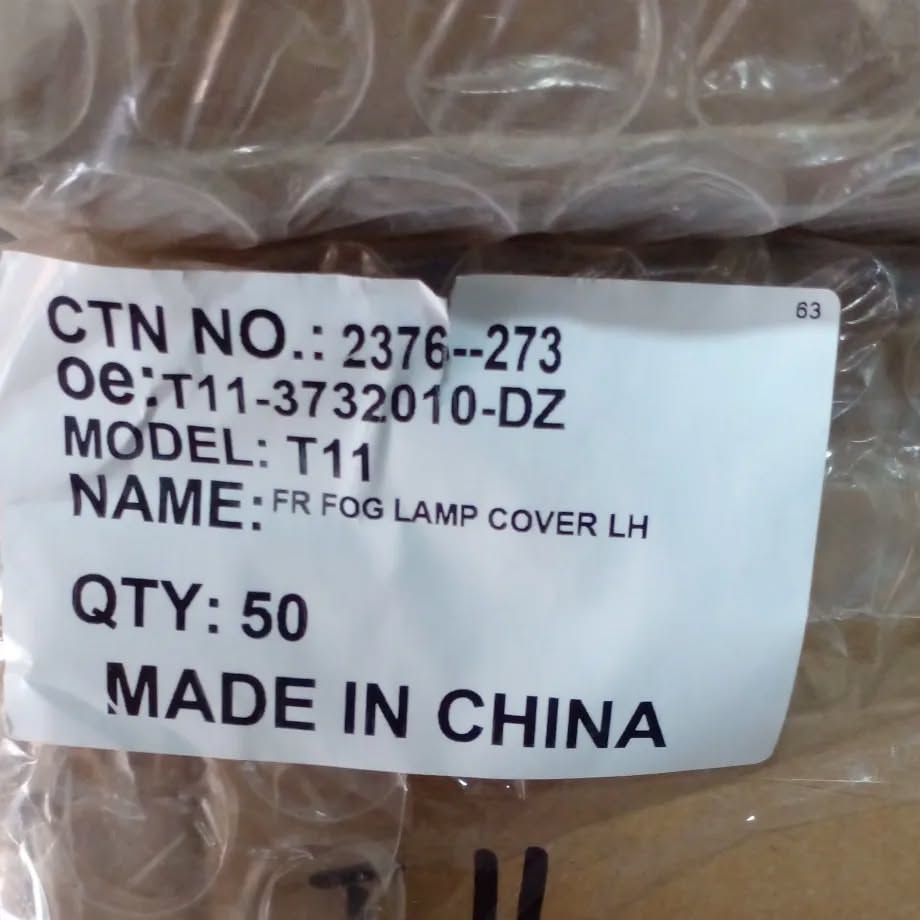 63
CTN NO.: 2376--273
oe:T11-3732010-DZ
MODEL: T11
NAME: FR FOG LAMP COVER LH
QTY: 50
MADE IN CHINA